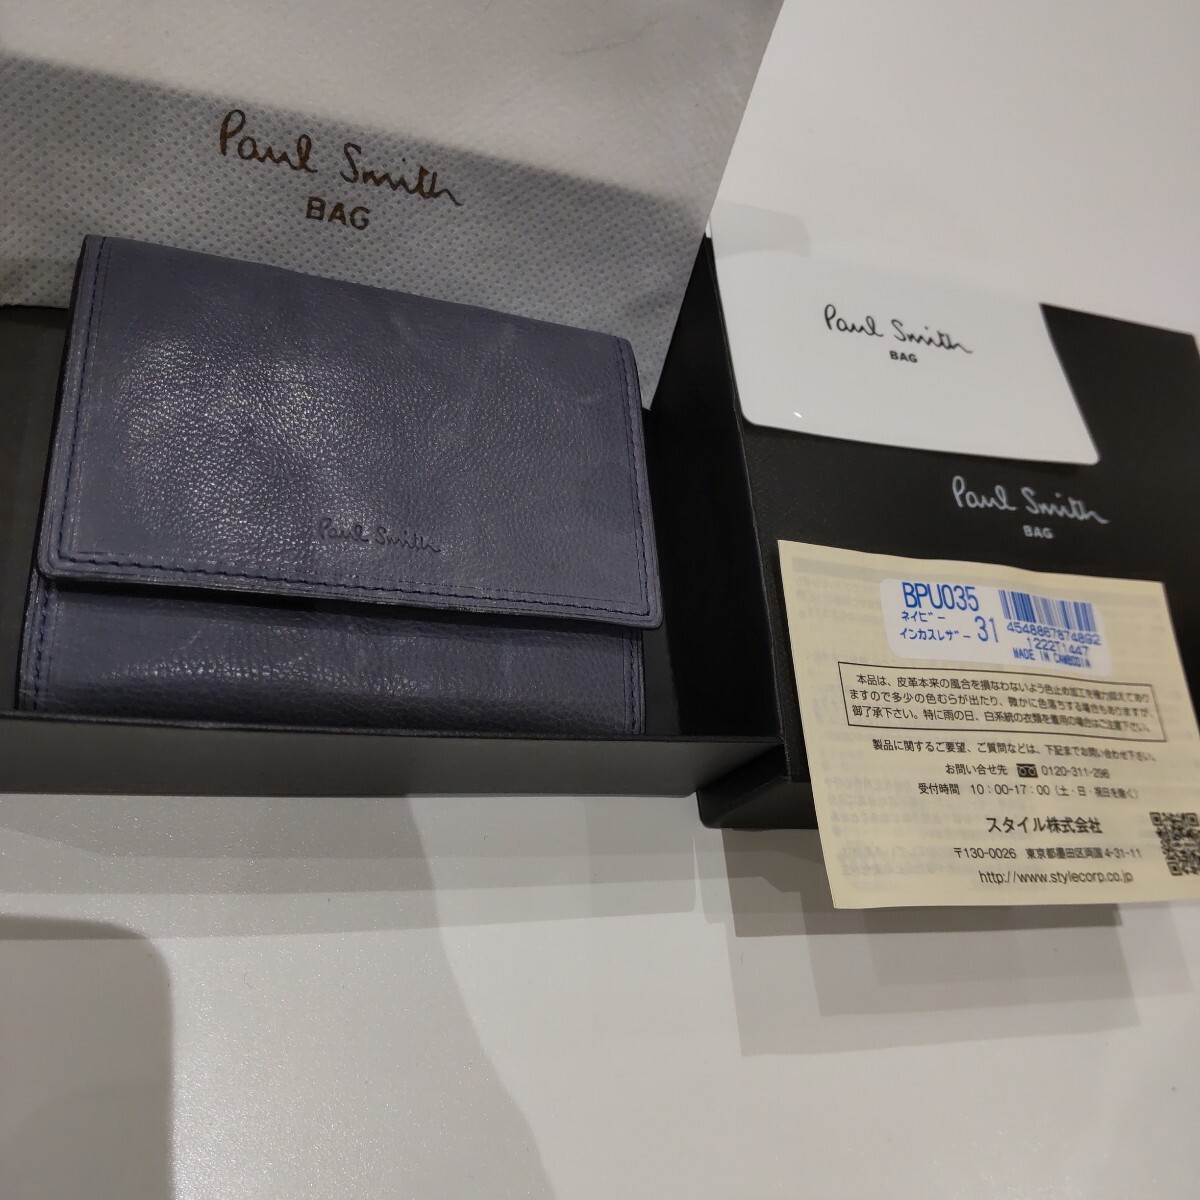 Paul Smith
BAG
Paul Smith
BAG
Paul Smith
Paul Smith
BAG
BPU035
ネイビー
インカスレザー 31
4548867874892
1222T1447
MADE IN CAMBODIA
本品は、皮革本来の風合を損なわないよう色止め加工を極力抑えてあり
ますので多少の色むらが出たり、微かに色落ちする場合もありますが、
御了承下さい。特に雨の日、白系統の衣類を着用の場合はご注意下さい。
製品に関するご要望、ご質問などは、下記までお問い合わせ下さい。
お問い合せ先 0120-311-296
受付時間 10:00-17:00（土・日・祝日を除く）
スタイル株式会社
〒130-0026 東京都墨田区両国4-31-11
http://www.stylecorp.co.jp